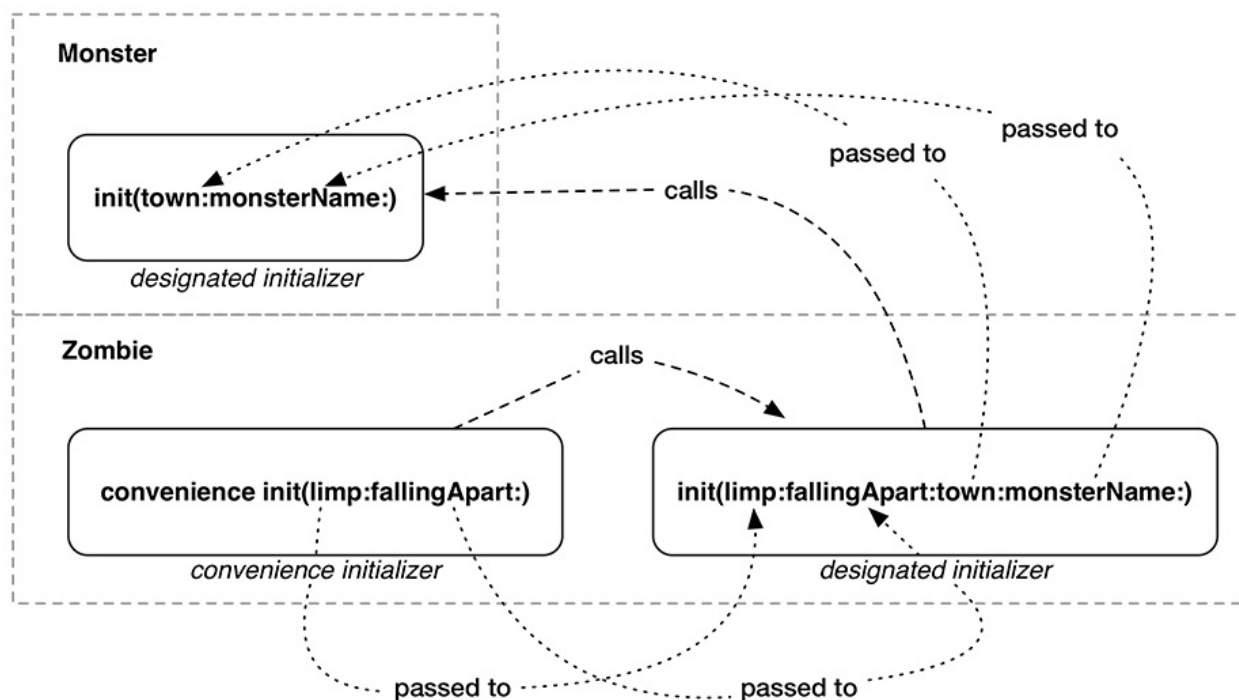 Monster
passed to
passed to
calls
init(town:monsterName:)
designated initializer
Zombie
calls
convenience init(limp:fallingApart:)
init(limp:fallingApart:town:monsterName:)
convenience initializer
designated initializer
passed to
passed to